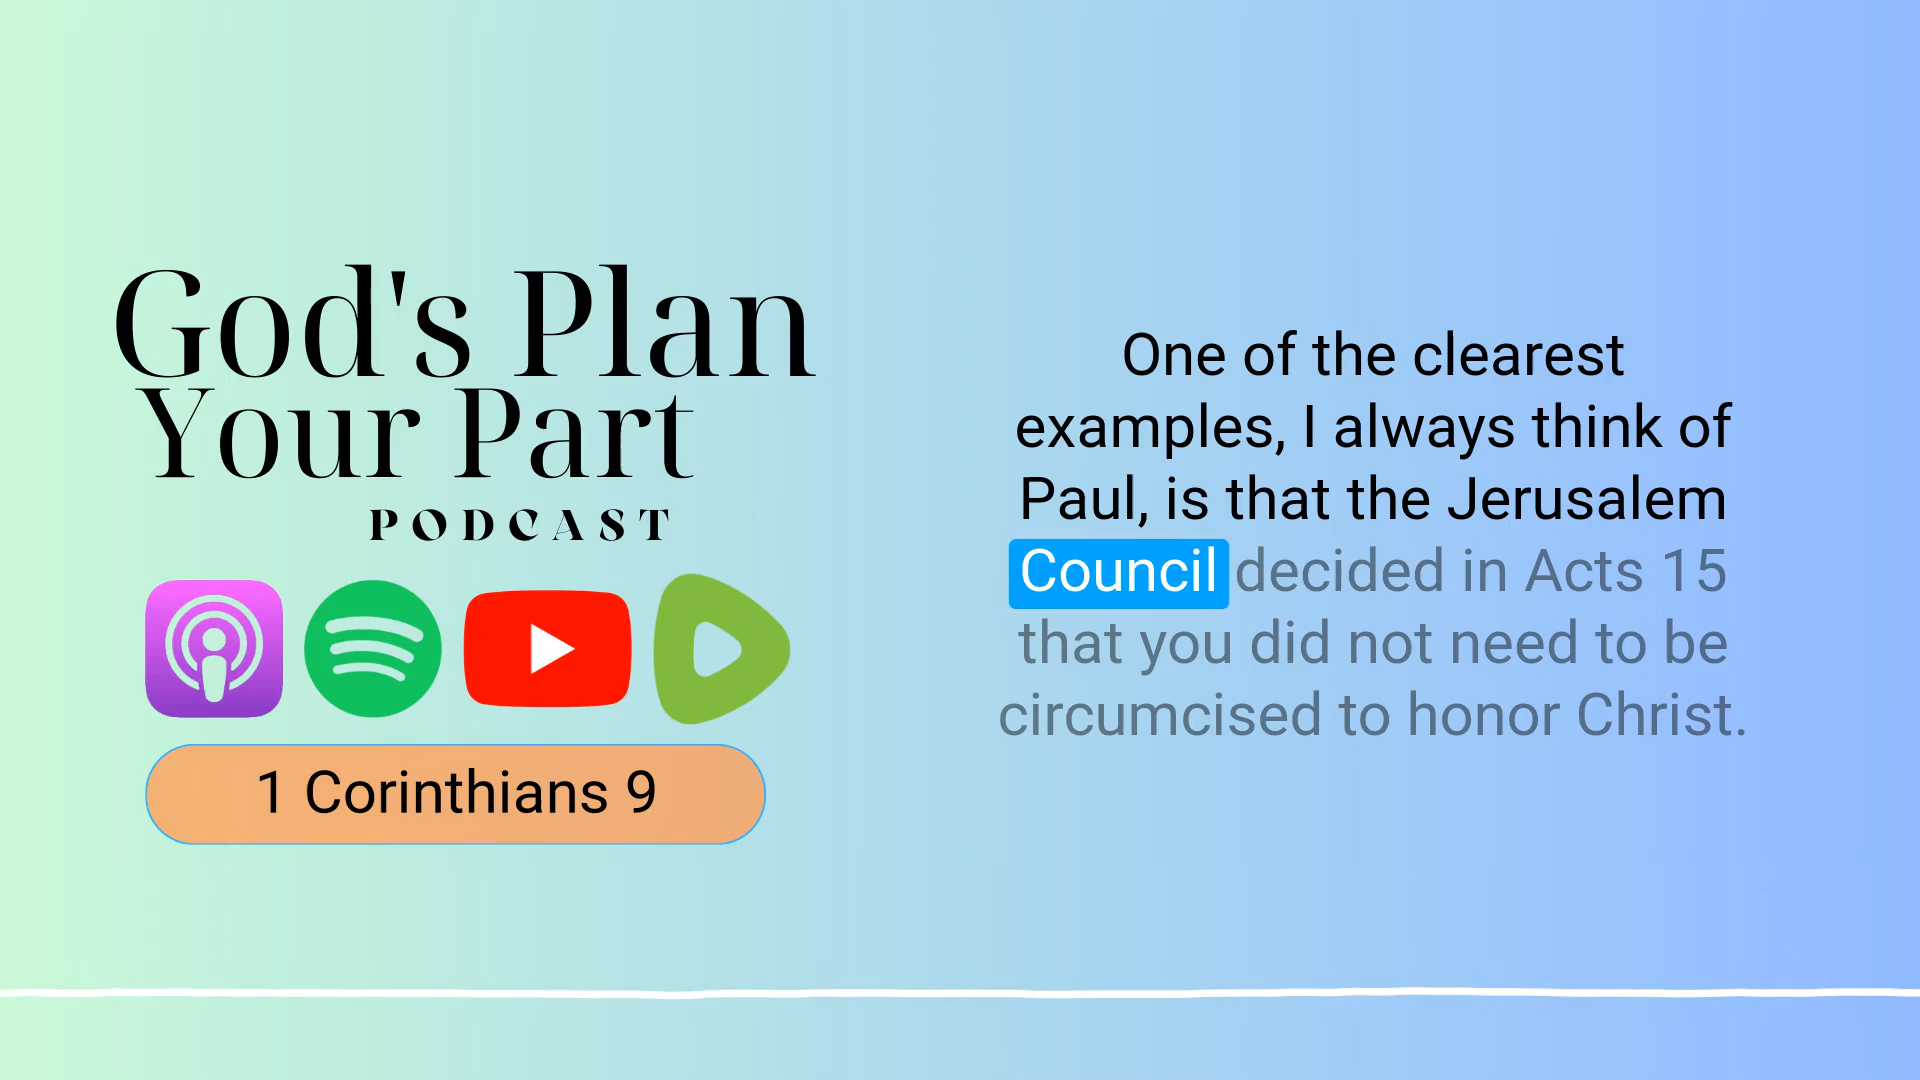 God's Plan
Your Part
PODCAST
1 Corinthians 9
One of the clearest
examples, I always think of
Paul, is that the Jerusalem
Council decided in Acts 15
that you did not need to be
circumcised to honor Christ.